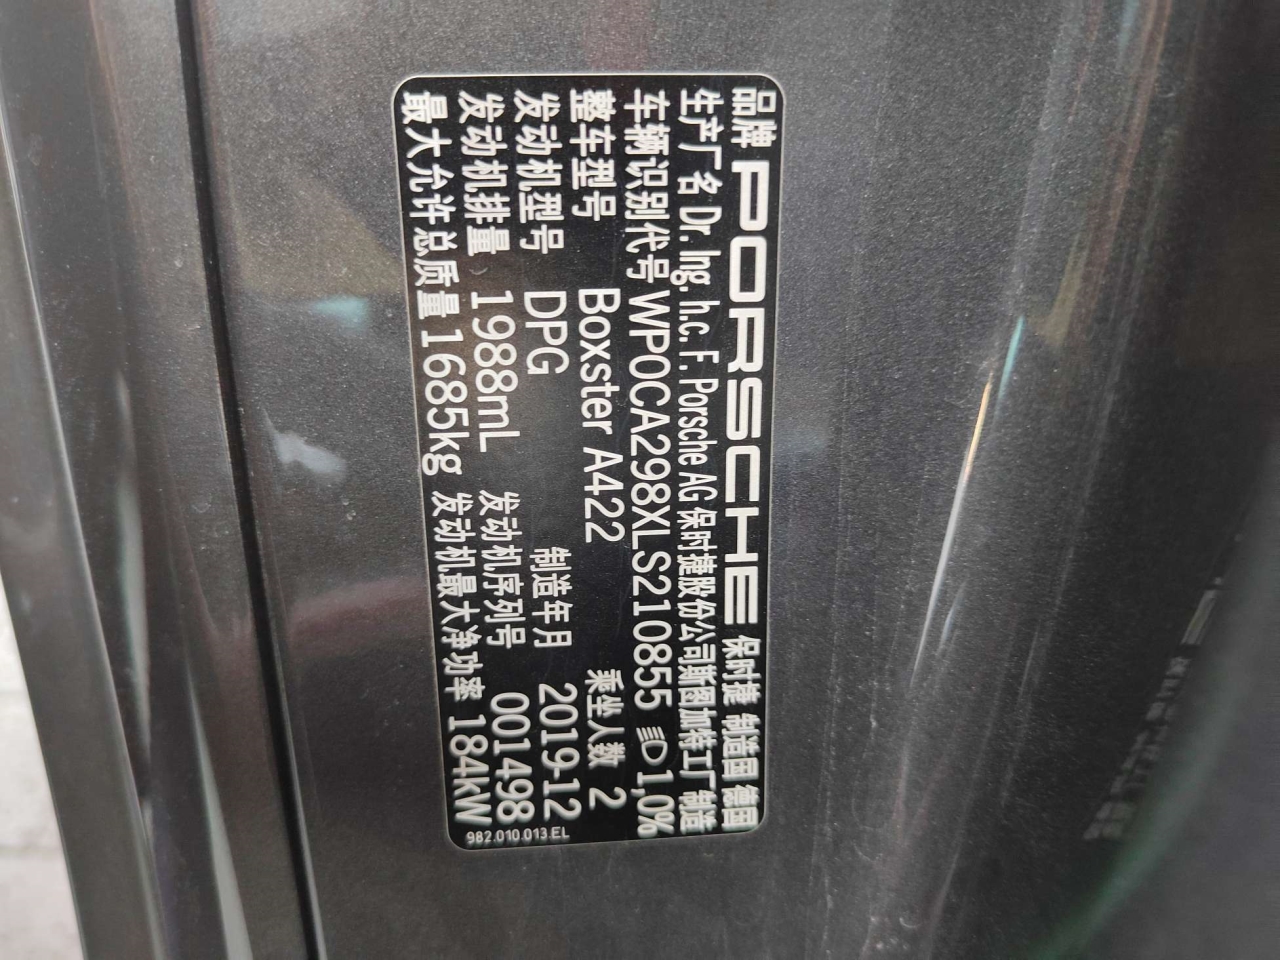 品牌 PORSCHE 保时捷 制造国 德国
生产厂名 Dr. Ing. h.c. F. Porsche AG 保时捷股份公司斯图加特工厂 制造
车辆识别代号 WP0CA298XLS210855 1,0%
整车型号 Boxster A422 乘坐人数 2
发动机型号 DPG 制造年月 2019-12
发动机排量 1988mL 发动机序列号 001498
最大允许总质量 1685kg 发动机最大净功率 184kW
982.010.013.EL